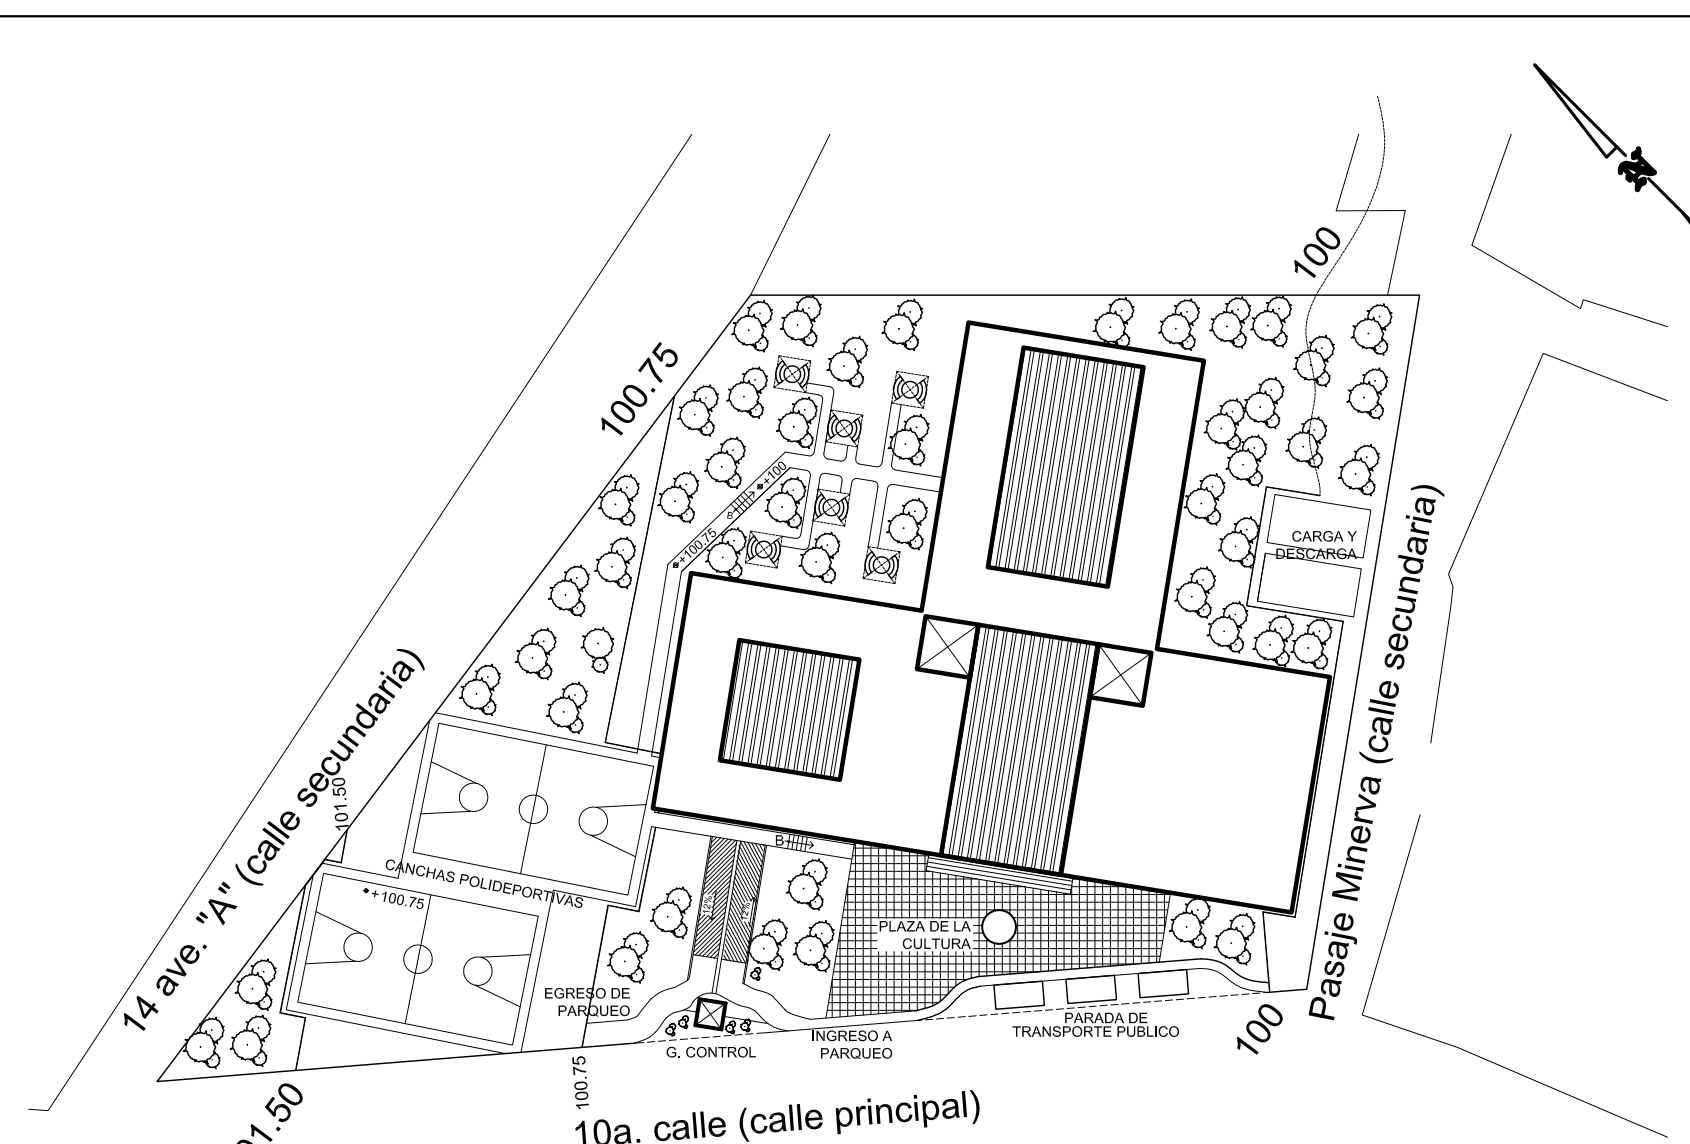 N
100
100.75
+100
B
+100.75
CARGA Y
DESCARGA
14 ave. "A" (calle secundaria)
Pasaje Minerva (calle secundaria)
101.50
CANCHAS POLIDEPORTIVAS
+100.75
B
12%
12%
PLAZA DE LA
CULTURA
EGRESO DE
PARQUEO
G. CONTROL
INGRESO A
PARQUEO
PARADA DE
TRANSPORTE PUBLICO
100
100.75
10a. calle (calle principal)